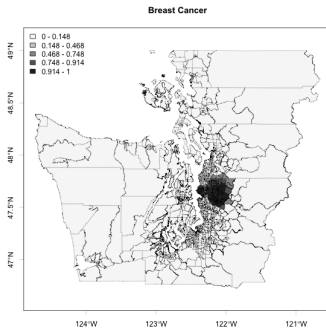 Breast Cancer
0 - 0.148
0.148 - 0.468
0.468 - 0.748
0.748 - 0.914
0.914 - 1
49°N
48.5°N
48°N
47.5°N
47°N
124°W 123°W 122°W 121°W